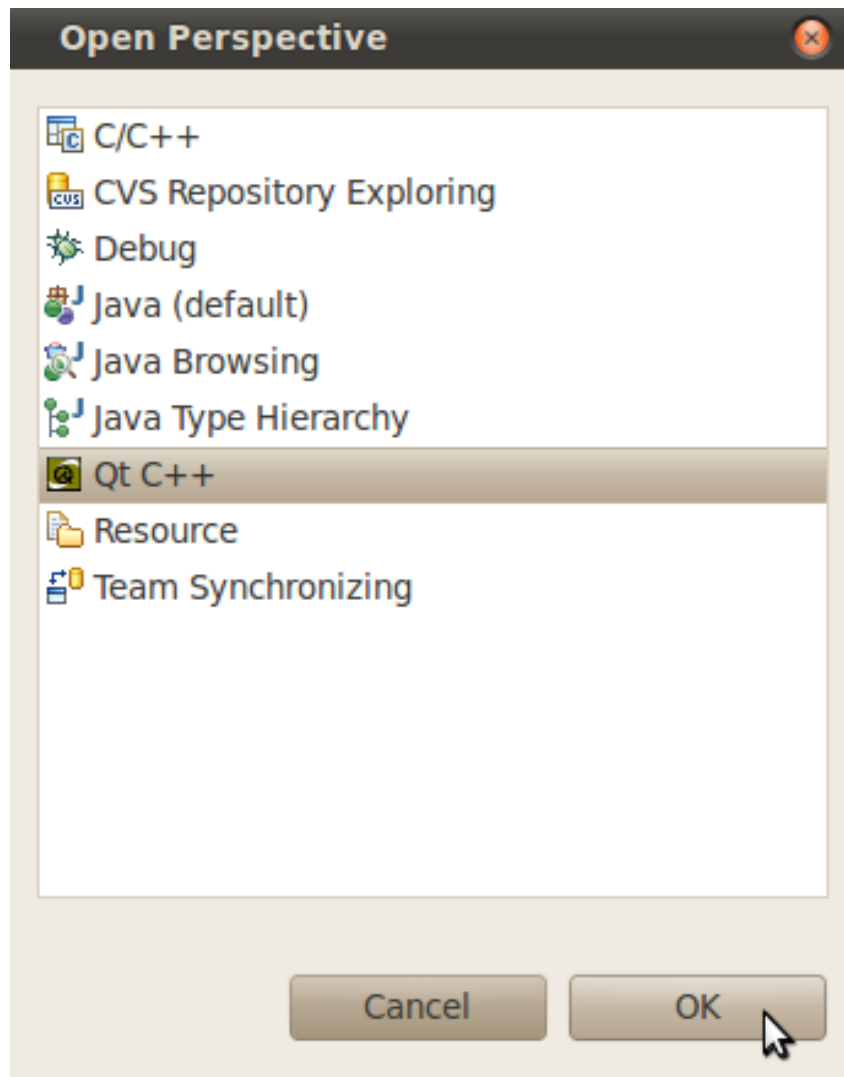 Open Perspective
C/C++
CVS Repository Exploring
Debug
Java (default)
Java Browsing
Java Type Hierarchy
Qt C++
Resource
Team Synchronizing
Cancel OK